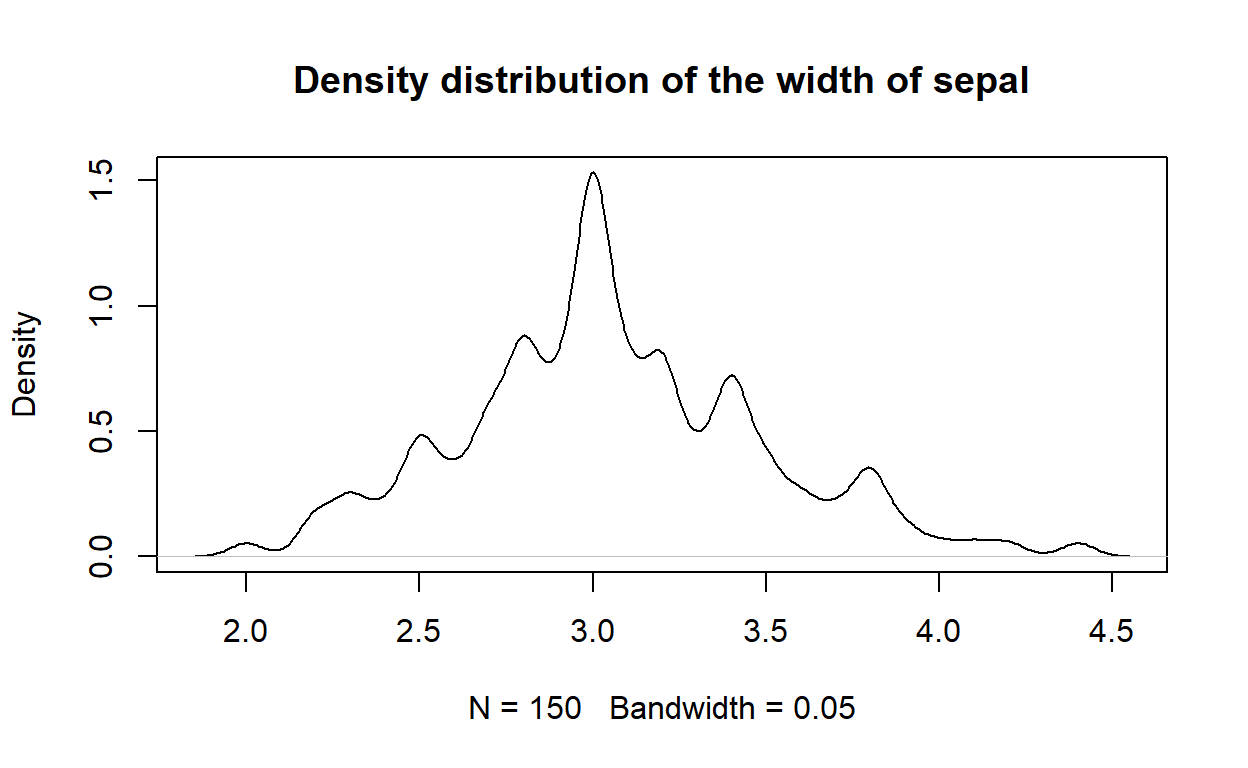 Density distribution of the width of sepal
Density
1.5
1.0
0.5
0.0
2.0 2.5 3.0 3.5 4.0 4.5
N = 150 Bandwidth = 0.05